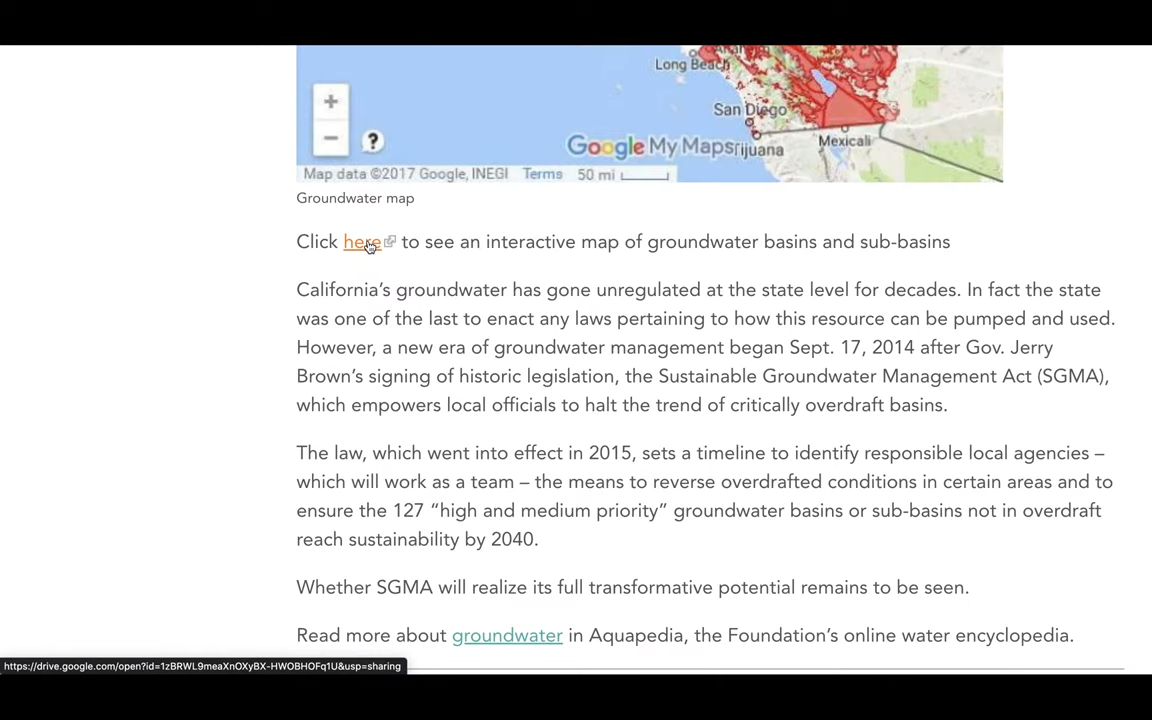 Long Beach
San Diego
Google My Maps
rijuana
Mexicali
+
−
?
Map data ©2017 Google, INEGI Terms 50 mi
Groundwater map
Click here to see an interactive map of groundwater basins and sub-basins
California’s groundwater has gone unregulated at the state level for decades. In fact the state
was one of the last to enact any laws pertaining to how this resource can be pumped and used.
However, a new era of groundwater management began Sept. 17, 2014 after Gov. Jerry
Brown’s signing of historic legislation, the Sustainable Groundwater Management Act (SGMA),
which empowers local officials to halt the trend of critically overdraft basins.
The law, which went into effect in 2015, sets a timeline to identify responsible local agencies –
which will work as a team – the means to reverse overdrafted conditions in certain areas and to
ensure the 127 “high and medium priority” groundwater basins or sub-basins not in overdraft
reach sustainability by 2040.
Whether SGMA will realize its full transformative potential remains to be seen.
Read more about groundwater in Aquapedia, the Foundation’s online water encyclopedia.
https://drive.google.com/open?id=1zBRWL9meaXnOXyBX-HWOBHOFq1U&usp=sharing